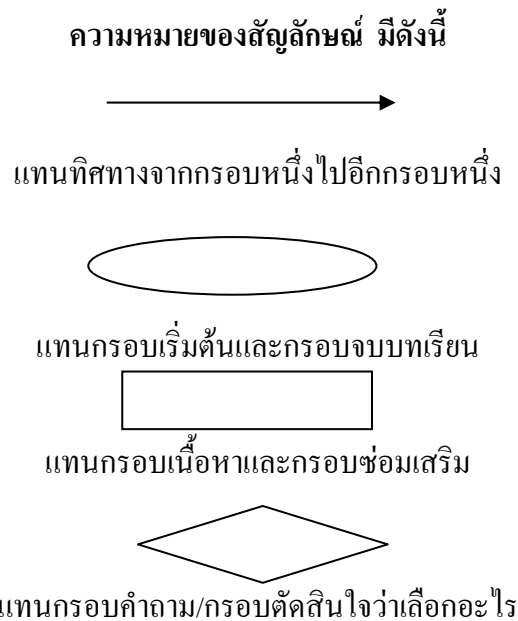 ความหมายของสัญลักษณ์ มีดังนี้
แทนทิศทางจากกรอบหนึ่งไปอีกกรอบหนึ่ง
แทนกรอบเริ่มต้นและกรอบจบบทเรียน
แทนกรอบเนื้อหาและกรอบซ่อมเสริม
แทนกรอบคำถาม/กรอบตัดสินใจว่าเลือกอะไร